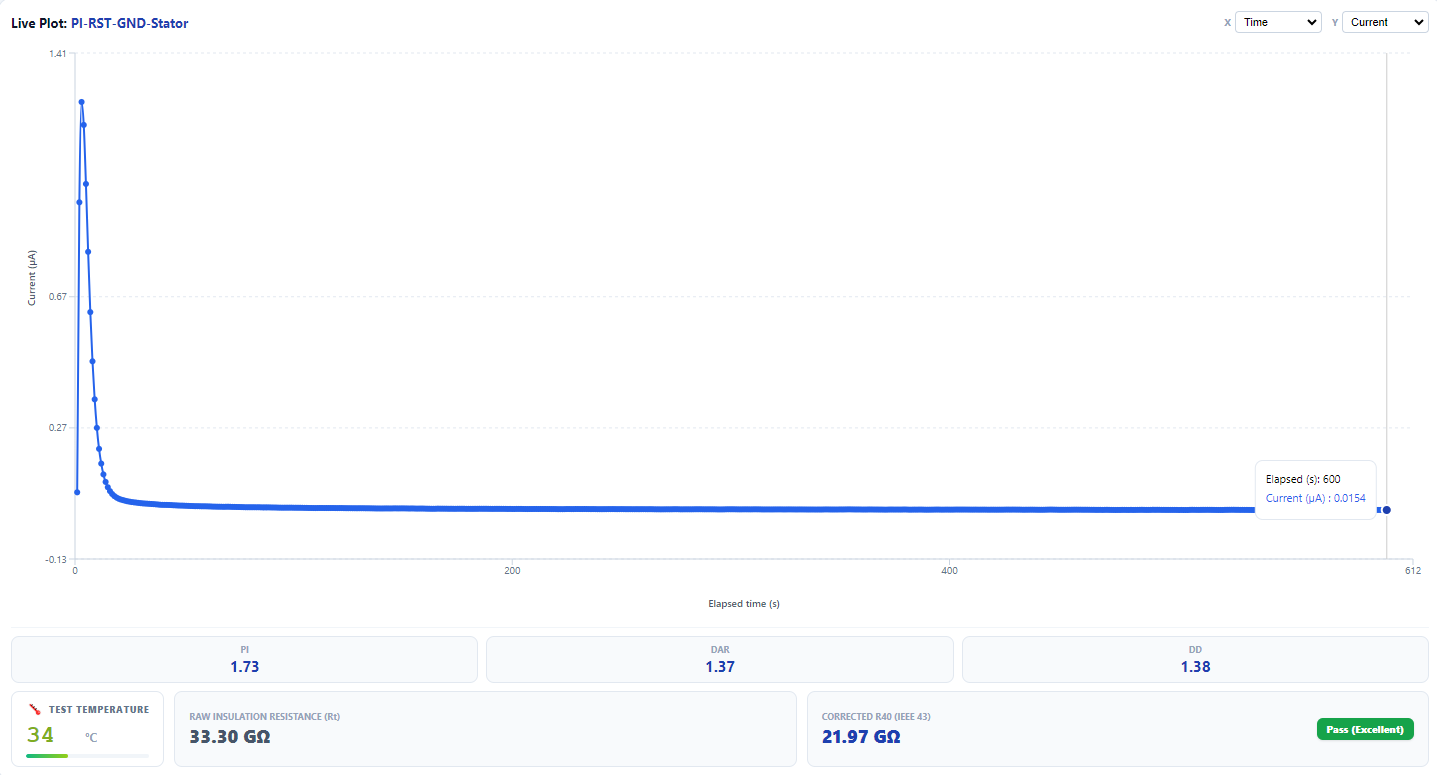 Live Plot: PI-RST-GND-Stator
X Time Y Current
1.41
0.67
0.27
-0.13
Current (µA)
Elapsed (s): 600
Current (µA) : 0.0154
0 200 400 612
Elapsed time (s)
PI DAR DD
1.73 1.37 1.38
TEST TEMPERATURE
34 °C
RAW INSULATION RESISTANCE (Rt)
33.30 GΩ
CORRECTED R40 (IEEE 43)
21.97 GΩ
Pass (Excellent)